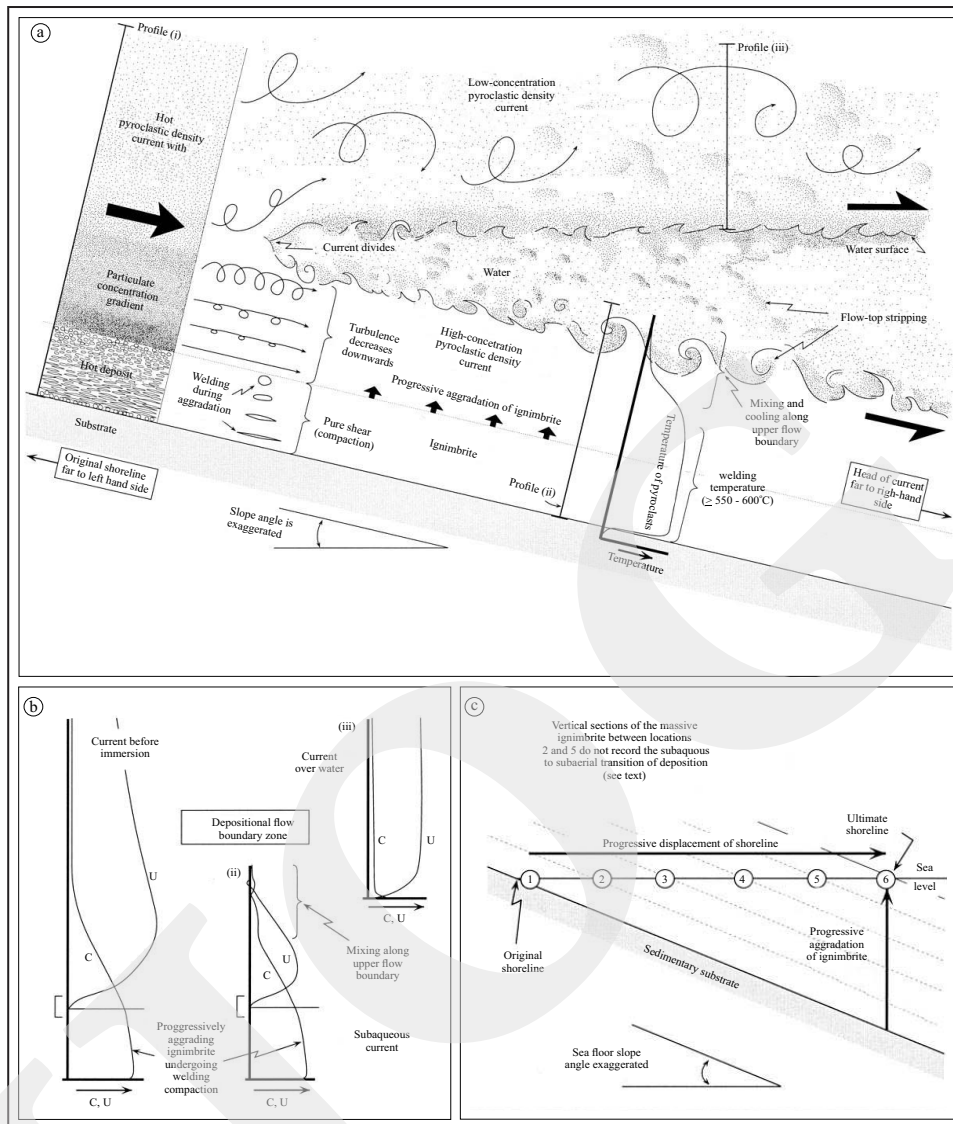 a
Profile (i)
Profile (iii)
Low-concentration
pyroclastic density
current
Hot
pyroclastic density
current with
Current divides
Water surface
Water
Particulate
concentration
gradient
Flow-top stripping
Turbulence
decreases
downwards
High-concetration
pyroclastic density
current
Hot deposit
Welding
during
aggradation
Progressive aggradation of ignimbrite
Mixing and
cooling along
upper flow
boundary
Pure shear
(compaction)
Ignimbrite
Temperature of pyroclasts
Substrate
Original shoreline
far to left hand side
Profile (ii)
welding
temperature
(≥ 550 - 600°C)
Head of current
far to righ-hand
side
Slope angle is
exaggerated
Temperature
b
Current before
immersion
(iii)
Current
over water
C
U
C, U
Depositional flow
boundary zone
(ii)
U
C
C
U
Mixing along
upper flow
boundary
Proggressively
aggrading
ignimbrite
undergoing
welding
compaction
Subaqueous
current
C, U
C, U
c
Vertical sections of the massive
ignimbrite between locations
2 and 5 do not record the subaquous
to subaerial transition of deposition
(see text)
Ultimate
shoreline
Progressive displacement of shoreline
1 2 3 4 5 6
Sea
level
Original
shoreline
Sedimentary substrate
Progressive
aggradation
of ignimbrite
Sea floor slope
angle exaggerated